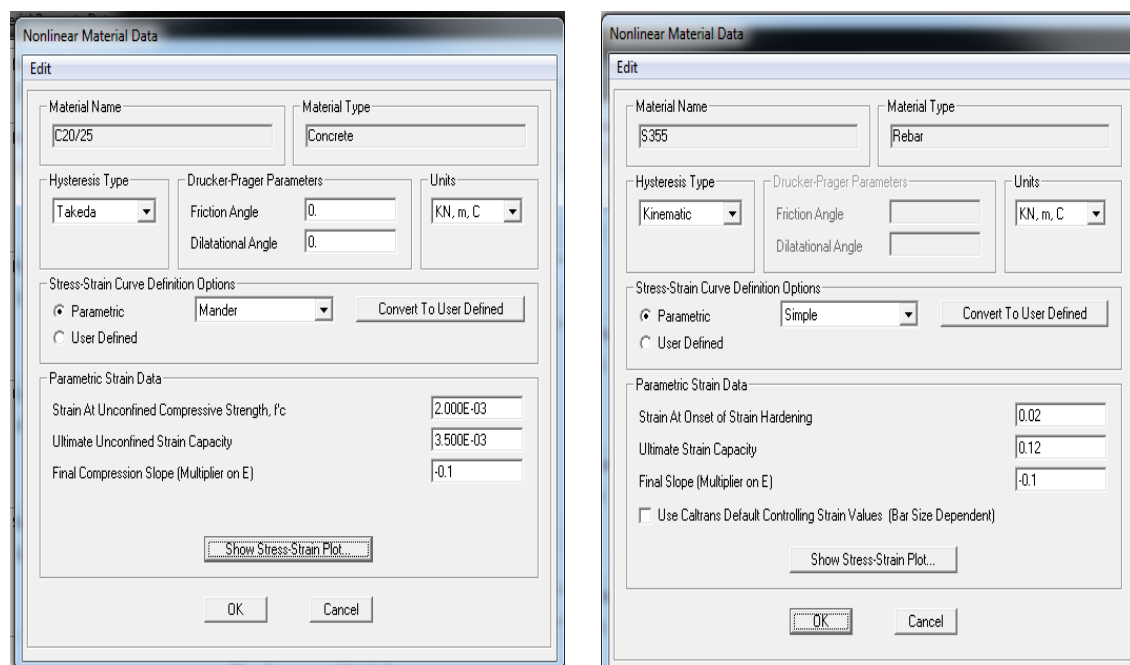 Nonlinear Material Data
Edit
Material Name
Material Type
C20/25
Concrete
Hysteresis Type
Drucker-Prager Parameters
Units
Takeda
Friction Angle
0.
KN, m, C
Dilatational Angle
0.
Stress-Strain Curve Definition Options
Parametric
Mander
Convert To User Defined
User Defined
Parametric Strain Data
Strain At Unconfined Compressive Strength, f'c
2.000E-03
Ultimate Unconfined Strain Capacity
3.500E-03
Final Compression Slope (Multiplier on E)
-0.1
Show Stress-Strain Plot...
OK
Cancel
Nonlinear Material Data
Edit
Material Name
Material Type
S355
Rebar
Hysteresis Type
Drucker-Prager Parameters
Units
Kinematic
Friction Angle
KN, m, C
Dilatational Angle
Stress-Strain Curve Definition Options
Parametric
Simple
Convert To User Defined
User Defined
Parametric Strain Data
Strain At Onset of Strain Hardening
0.02
Ultimate Strain Capacity
0.12
Final Slope (Multiplier on E)
-0.1
Use Caltrans Default Controlling Strain Values (Bar Size Dependent)
Show Stress-Strain Plot...
OK
Cancel